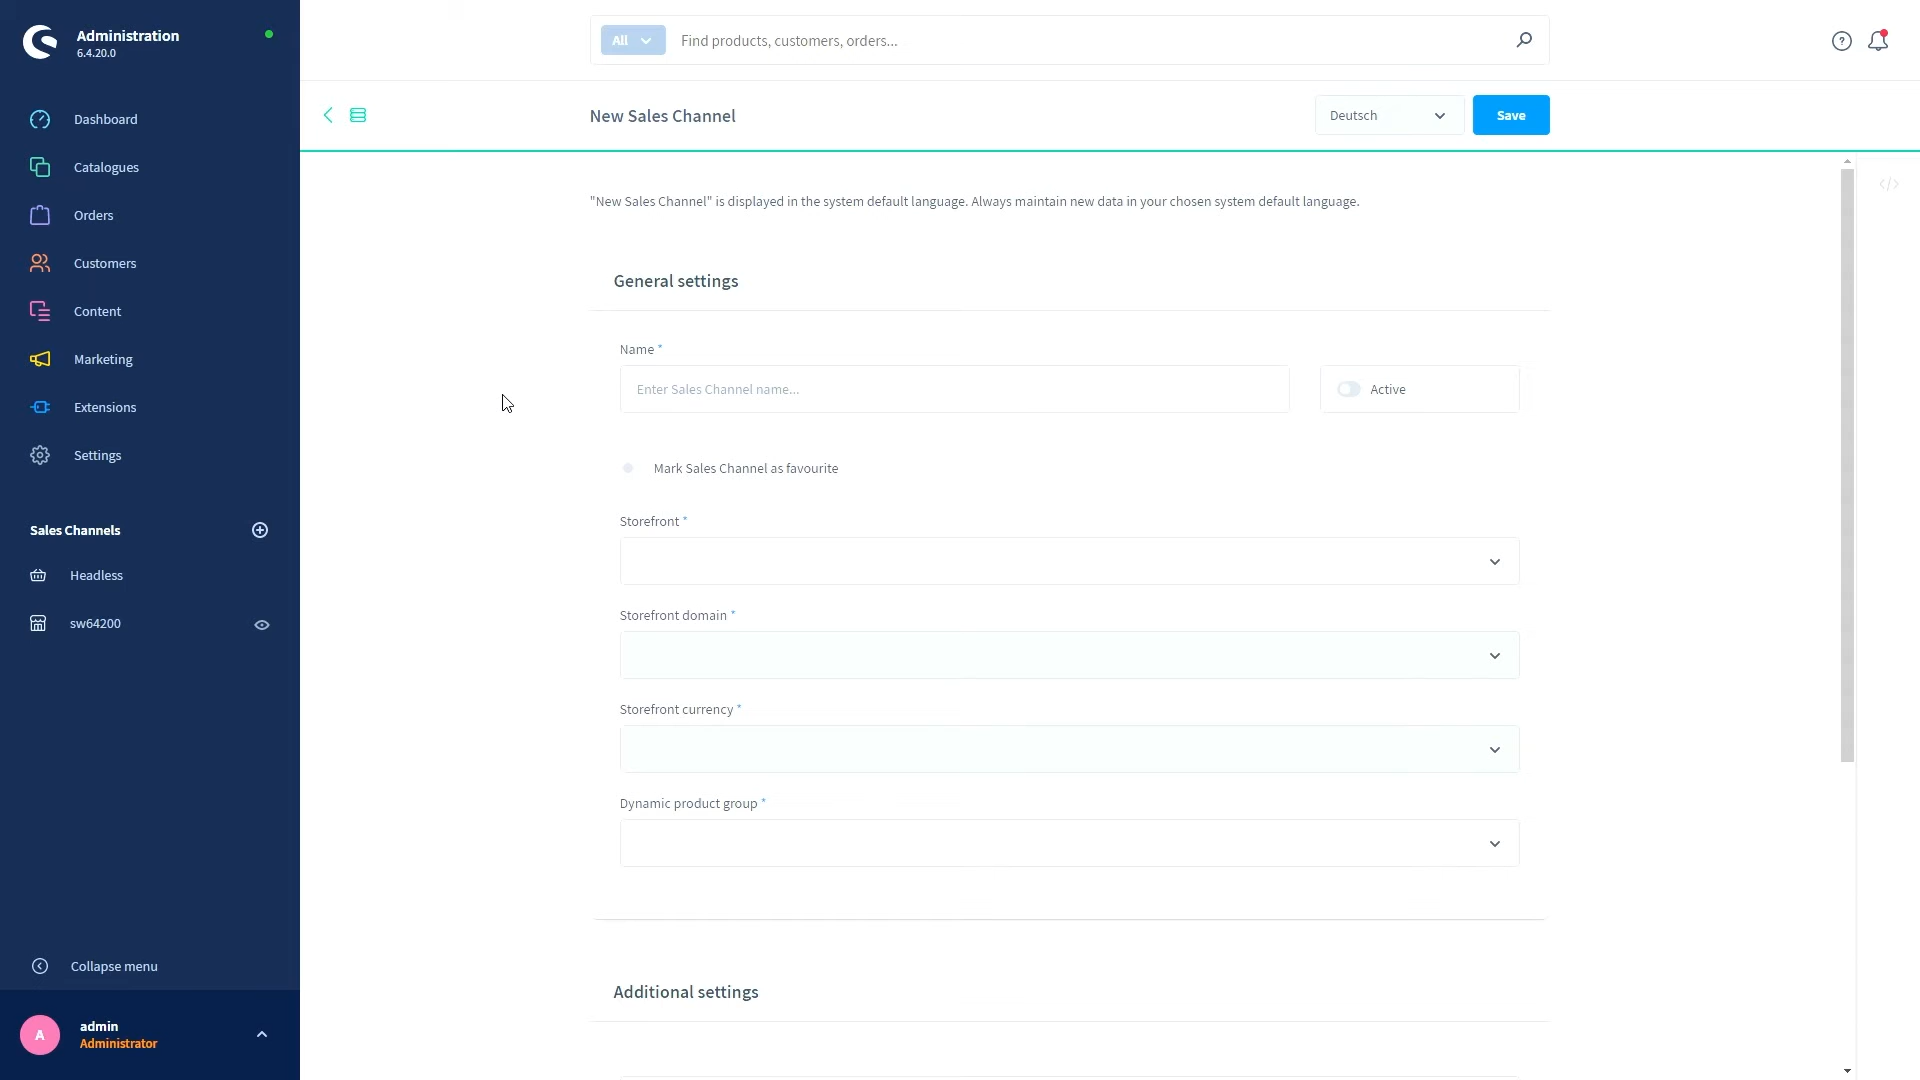 Administration
6.4.20.0
All
Find products, customers, orders...
New Sales Channel
Deutsch
Save
Dashboard
Catalogues
Orders
Customers
Content
Marketing
Extensions
Settings
Sales Channels
Headless
sw64200
Collapse menu
A
admin
Administrator
"New Sales Channel" is displayed in the system default language. Always maintain new data in your chosen system default language.
General settings
Name *
Enter Sales Channel name...
Active
Mark Sales Channel as favourite
Storefront *
Storefront domain *
Storefront currency *
Dynamic product group *
Additional settings